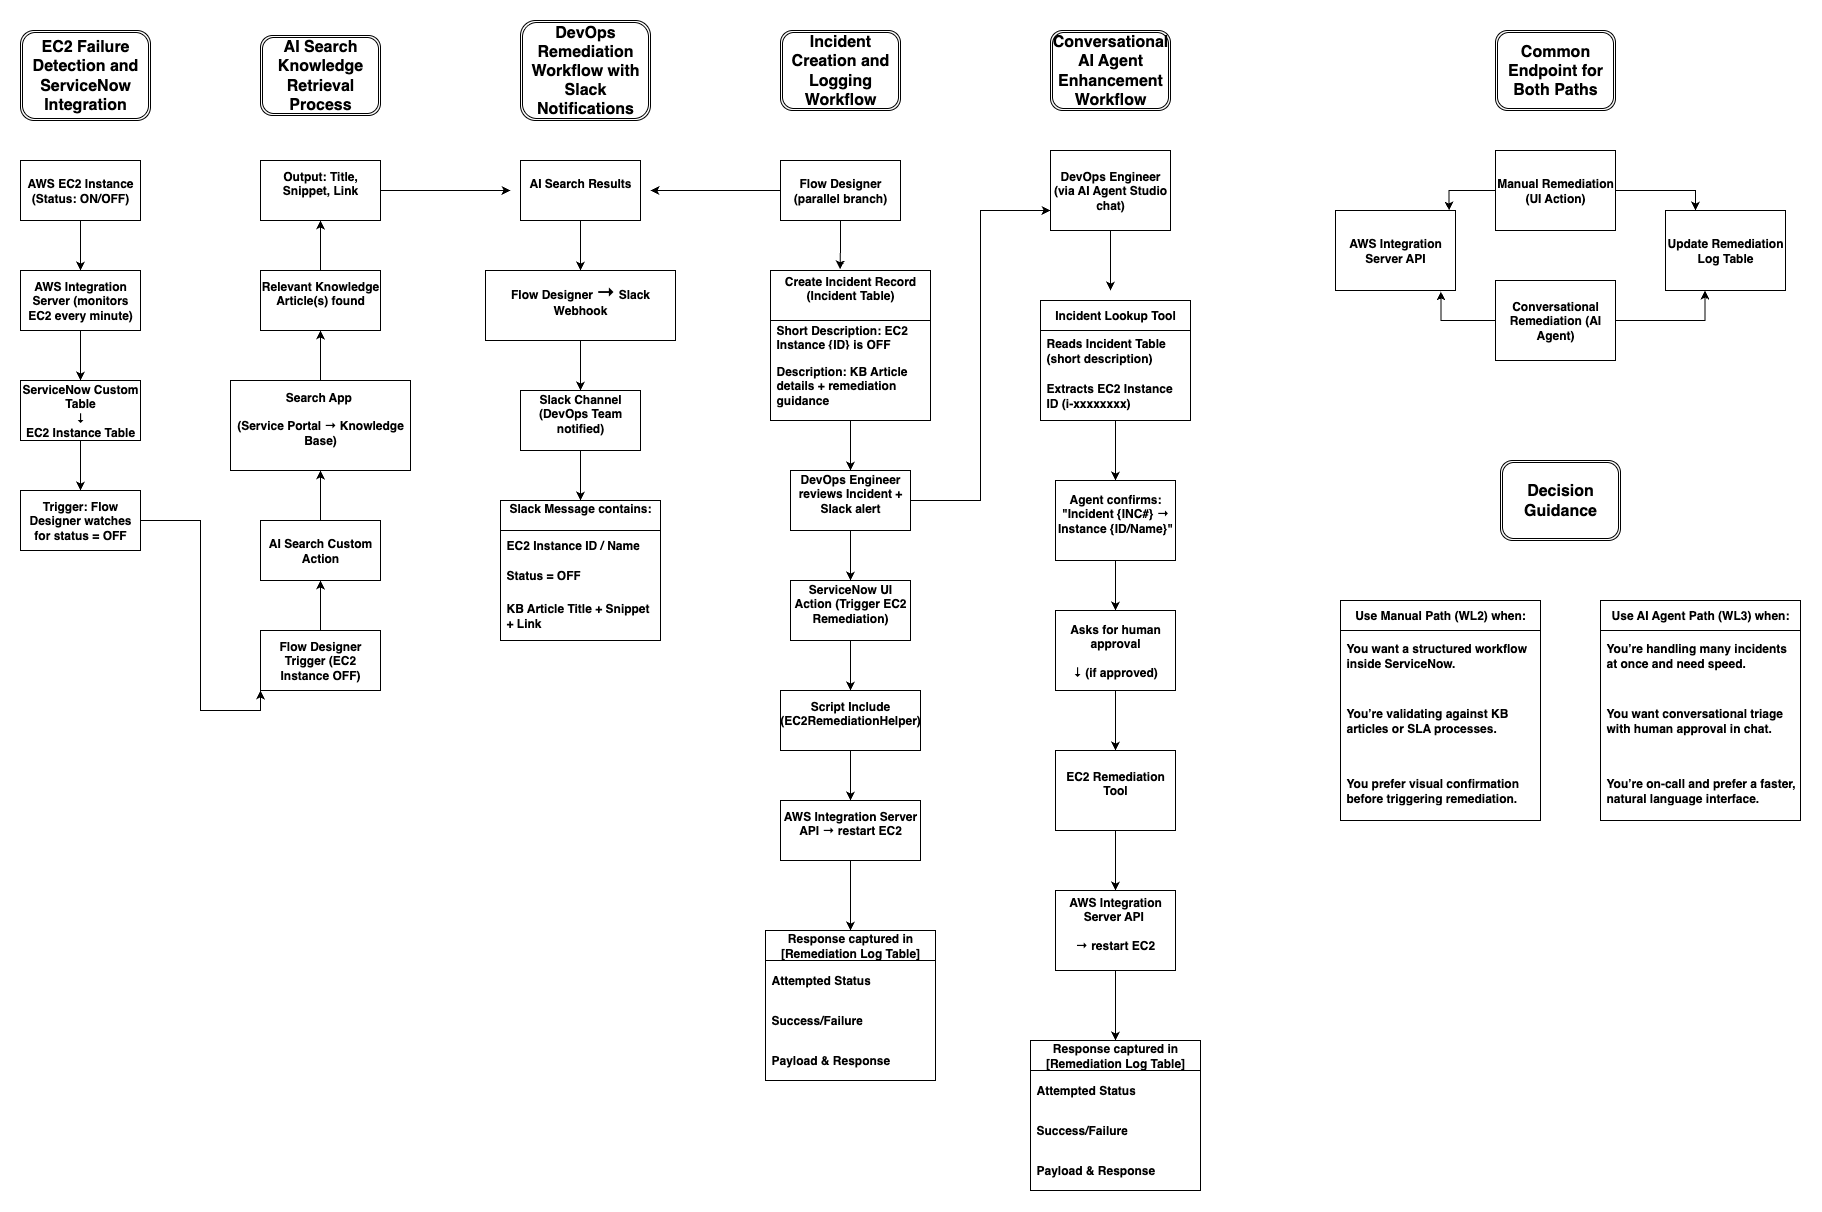 EC2 Failure
Detection and
ServiceNow
Integration
AWS EC2 Instance
(Status: ON/OFF)
AWS Integration
Server (monitors
EC2 every minute)
ServiceNow Custom
Table
↓
EC2 Instance Table
Trigger: Flow
Designer watches
for status = OFF
AI Search
Knowledge
Retrieval
Process
Output: Title,
Snippet, Link
Relevant Knowledge
Article(s) found
Search App
(Service Portal → Knowledge
Base)
AI Search Custom
Action
Flow Designer
Trigger (EC2
Instance OFF)
DevOps
Remediation
Workflow with
Slack
Notifications
AI Search Results
Flow Designer → Slack
Webhook
Slack Channel
(DevOps Team
notified)
Slack Message contains:
EC2 Instance ID / Name
Status = OFF
KB Article Title + Snippet
+ Link
Incident
Creation and
Logging
Workflow
Flow Designer
(parallel branch)
Create Incident Record
(Incident Table)
Short Description: EC2
Instance {ID} is OFF
Description: KB Article
details + remediation
guidance
DevOps Engineer
reviews Incident +
Slack alert
ServiceNow UI
Action (Trigger EC2
Remediation)
Script Include
(EC2RemediationHelper)
AWS Integration Server
API → restart EC2
Response captured in
[Remediation Log Table]
Attempted Status
Success/Failure
Payload & Response
Conversational
AI Agent
Enhancement
Workflow
DevOps Engineer
(via AI Agent Studio
chat)
Incident Lookup Tool
Reads Incident Table
(short description)
Extracts EC2 Instance
ID (i-xxxxxxxx)
Agent confirms:
"Incident {INC#} →
Instance {ID/Name}"
Asks for human
approval
↓ (if approved)
EC2 Remediation
Tool
AWS Integration
Server API
→ restart EC2
Response captured in
[Remediation Log Table]
Attempted Status
Success/Failure
Payload & Response
Common
Endpoint for
Both Paths
Manual Remediation
(UI Action)
AWS Integration
Server API
Update Remediation
Log Table
Conversational
Remediation (AI
Agent)
Decision
Guidance
Use Manual Path (WL2) when:
You want a structured workflow
inside ServiceNow.
You’re validating against KB
articles or SLA processes.
You prefer visual confirmation
before triggering remediation.
Use AI Agent Path (WL3) when:
You’re handling many incidents
at once and need speed.
You want conversational triage
with human approval in chat.
You’re on-call and prefer a faster,
natural language interface.